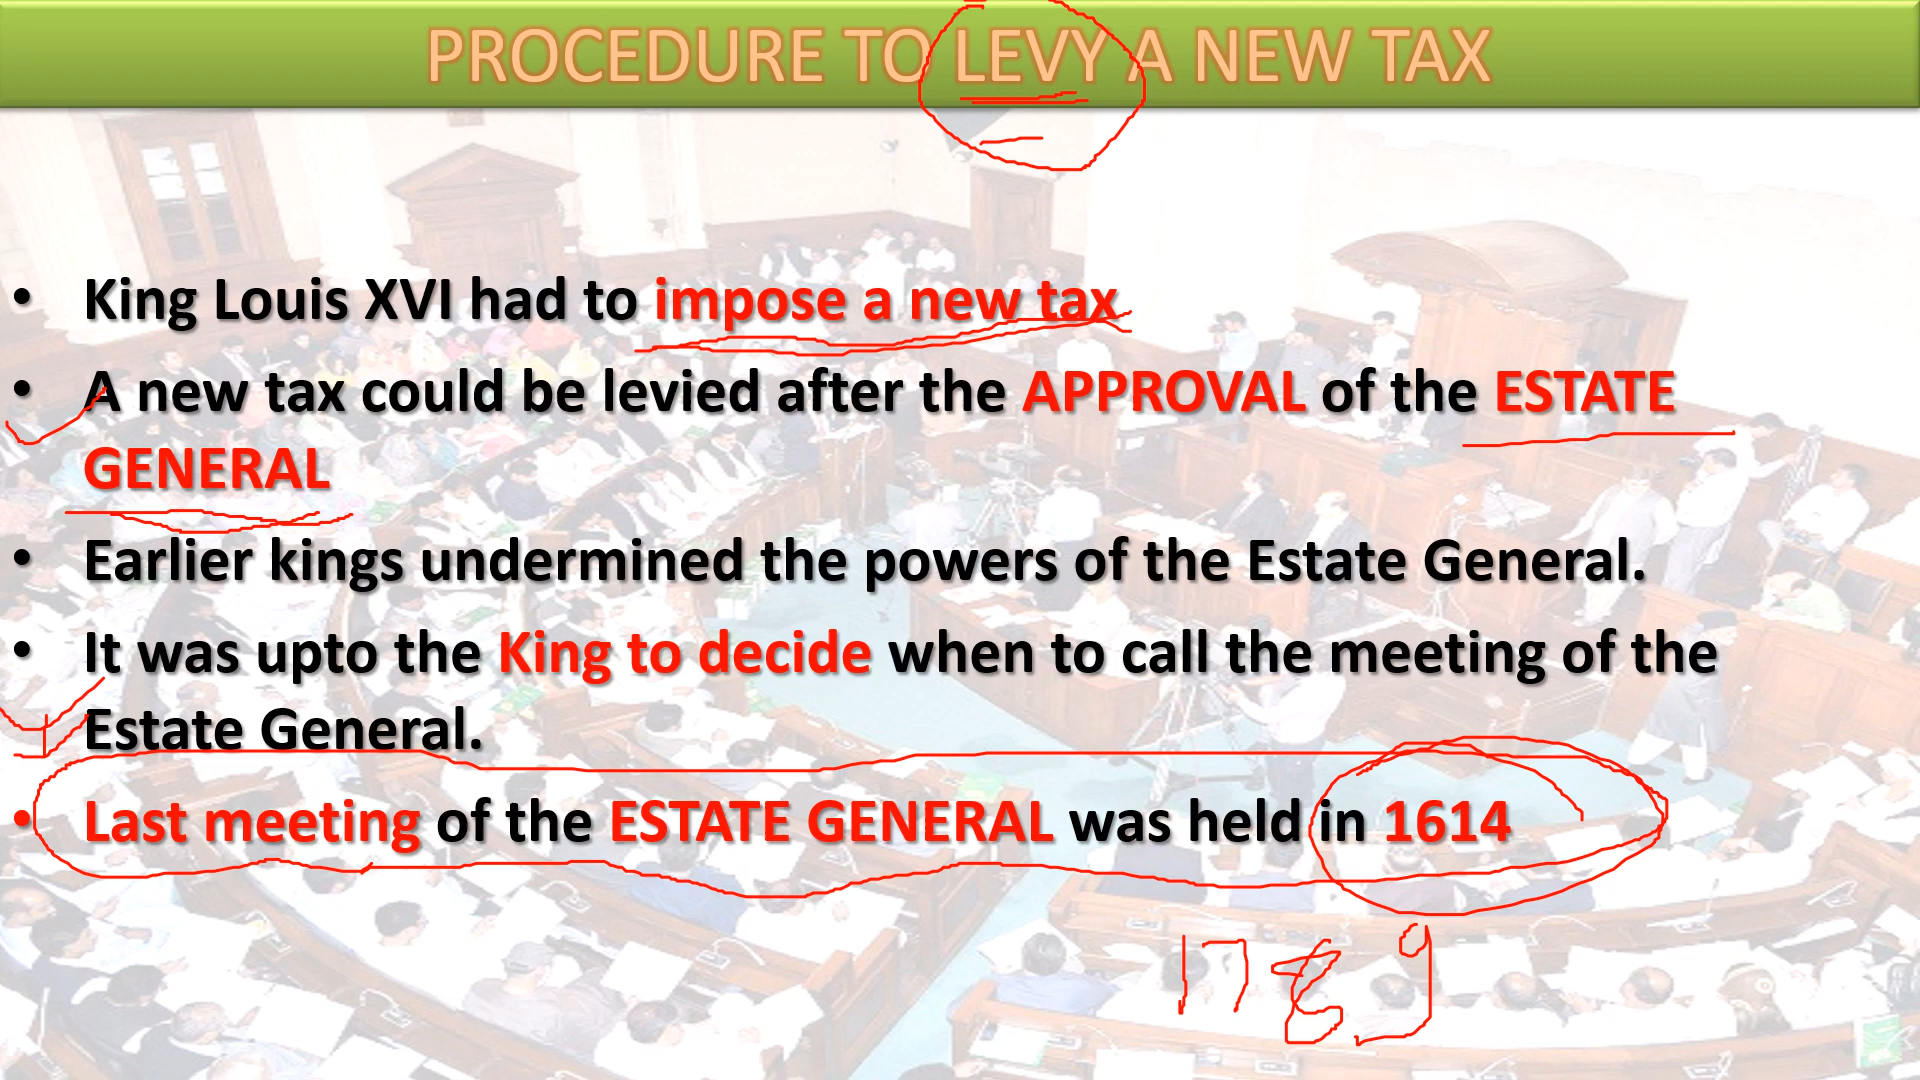 PROCEDURE TO LEVY A NEW TAX
• King Louis XVI had to impose a new tax
• A new tax could be levied after the APPROVAL of the ESTATE
GENERAL
• Earlier kings undermined the powers of the Estate General.
• It was upto the King to decide when to call the meeting of the
Estate General.
• Last meeting of the ESTATE GENERAL was held in 1614
1789